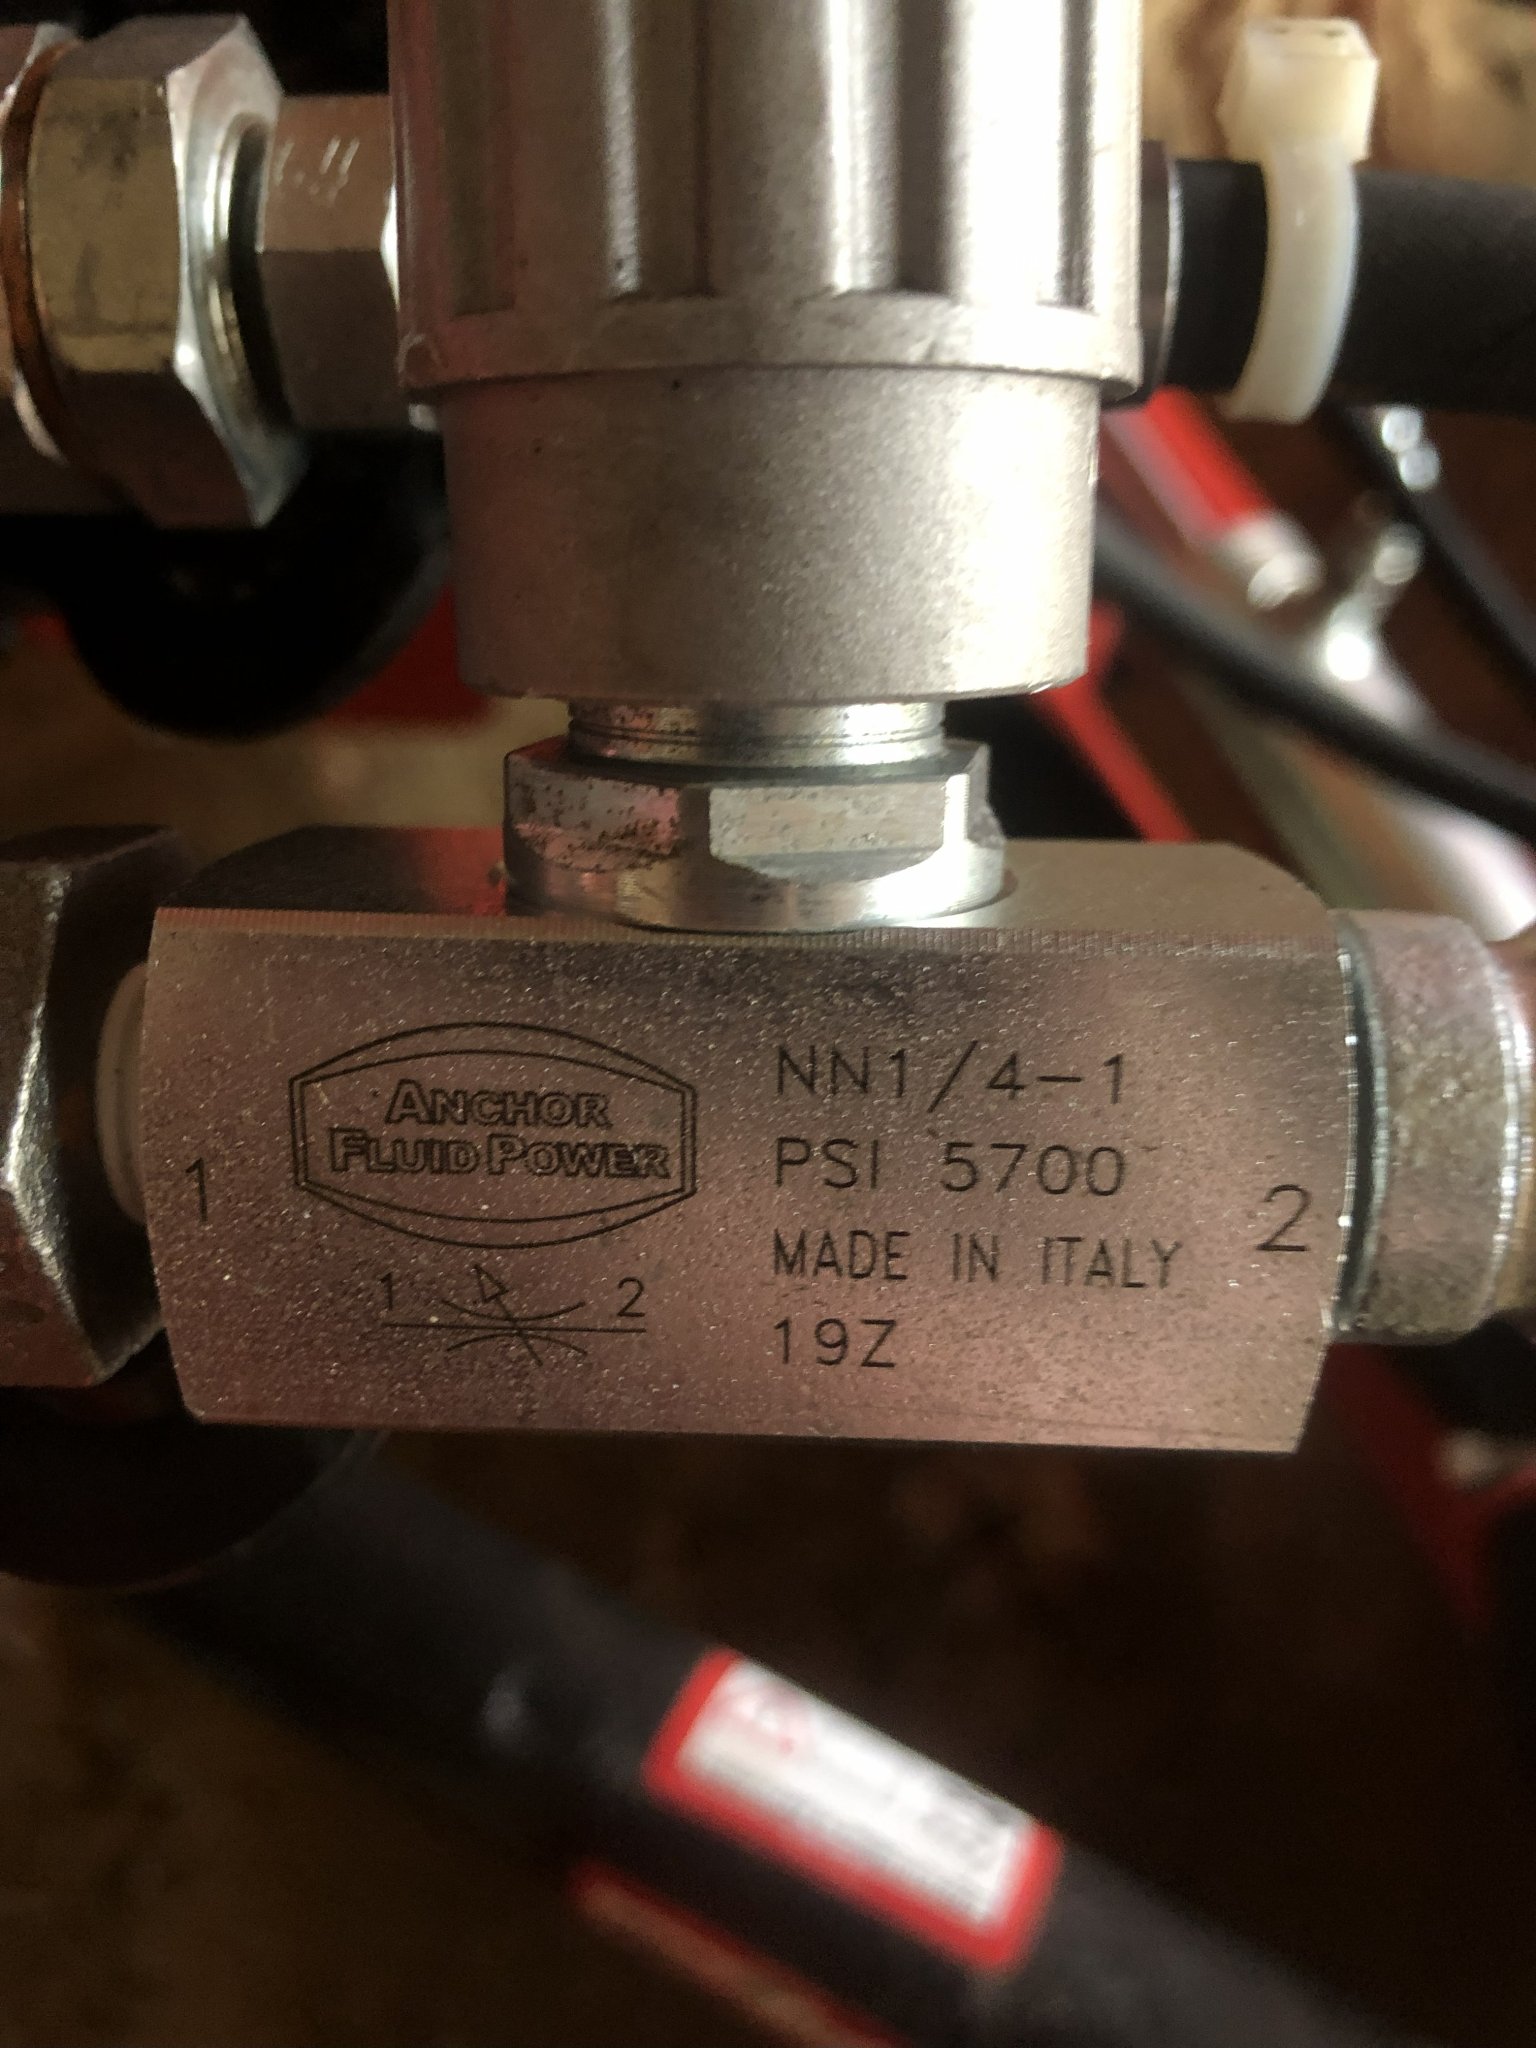 ANCHOR
FLUID POWER
NN1/4-1
PSI 5700
MADE IN ITALY
19Z
1
2
1
2